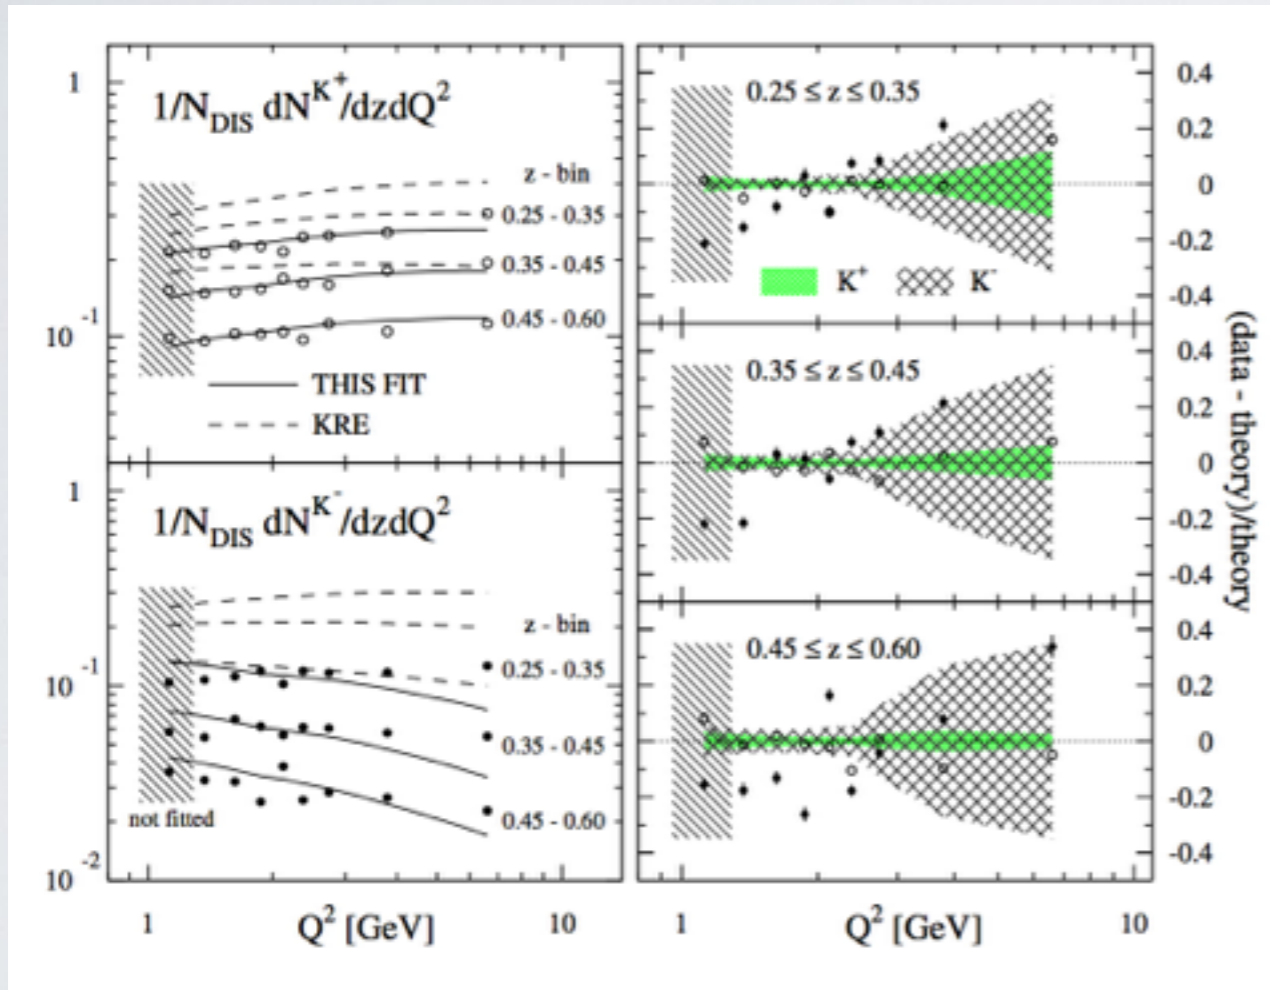 1/N_DIS dN^K+/dzdQ^2
z - bin
0.25 - 0.35
0.35 - 0.45
0.45 - 0.60
THIS FIT
KRE
1
10^-1
1/N_DIS dN^K-/dzdQ^2
z - bin
0.25 - 0.35
0.35 - 0.45
0.45 - 0.60
not fitted
1
10^-1
10^-2
1
10
Q^2 [GeV]
0.25 ≤ z ≤ 0.35
K^+
K^-
0.4
0.2
0
-0.2
-0.4
0.35 ≤ z ≤ 0.45
0.4
0.2
0
-0.2
-0.4
0.45 ≤ z ≤ 0.60
0.4
0.2
0
-0.2
-0.4
(data - theory)/theory
1
10
Q^2 [GeV]